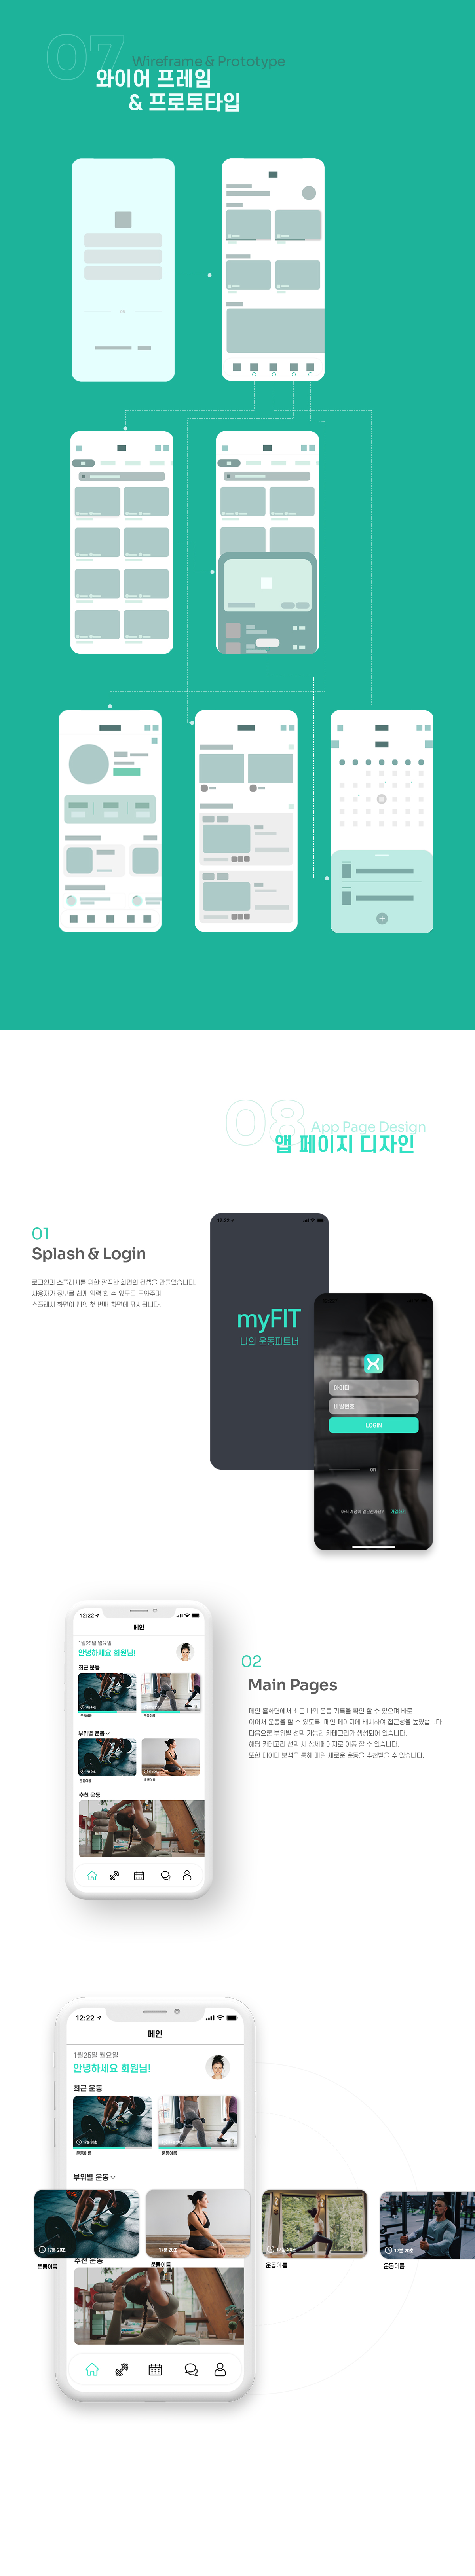 07
Wireframe & Prototype
와이어 프레임
& 프로토타입
OR
08
App Page Design
앱 페이지 디자인
01
Splash & Login
로그인과 스플래시를 위한 깔끔한 화면의 컨셉을 만들었습니다.
사용자가 정보를 쉽게 입력 할 수 있도록 도와주며
스플래시 화면이 앱의 첫 번째 화면에 표시됩니다.
12:22
myFIT
나의 운동파트너
아이디
비밀번호
LOGIN
OR
아직 계정이 없으신가요? 가입하기
12:22
메인
1월25일 월요일
안녕하세요 회원님!
최근 운동
운동이름
운동이름
부위별 운동
운동이름
운동이름
추천 운동
02
Main Pages
메인 홈화면에서 최근 나의 운동 기록을 확인 할 수 있으며 바로
이어서 운동을 할 수 있도록 메인 페이지에 배치하여 접근성을 높였습니다.
다음으론 부위별 선택 가능한 카테고리가 생성되어 있습니다.
해당 카테고리 선택 시 상세페이지로 이동 할 수 있습니다.
또한 데이터 분석을 통해 매일 새로운 운동을 추천받을 수 있습니다.
12:22
메인
1월25일 월요일
안녕하세요 회원님!
최근 운동
17분 20초
운동이름
운동이름
부위별 운동
17분 20초
17분 20초
17분 20초
17분 20초
운동이름
운동이름
운동이름
운동이름
추천 운동